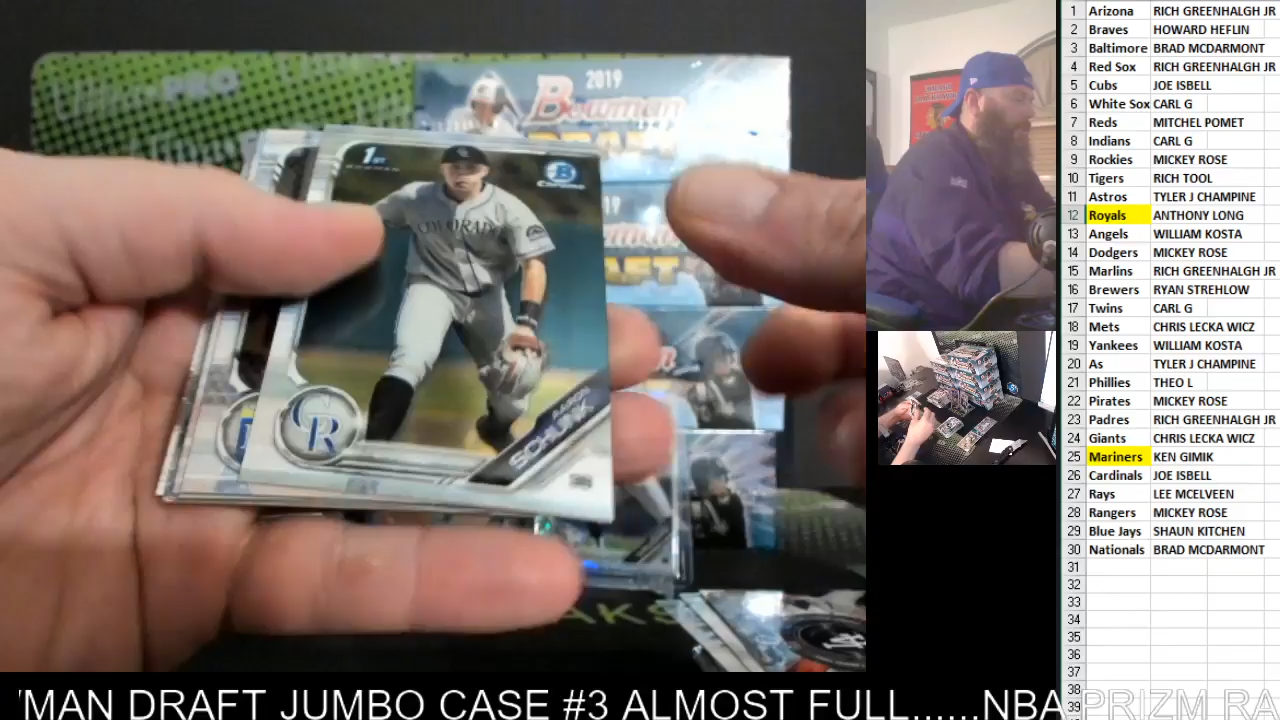 2019
Bowman
DRAFT
19
1ST
BOWMAN
Chrome
COLORADO
CR
AARON
SCHUNK
AKS
1 Arizona RICH GREENHALGH JR
2 Braves HOWARD HEFLIN
3 Baltimore BRAD MCDARMONT
4 Red Sox RICH GREENHALGH JR
5 Cubs JOE ISBELL
6 White Sox CARL G
7 Reds MITCHEL POMET
8 Indians CARL G
9 Rockies MICKEY ROSE
10 Tigers RICH TOOL
11 Astros TYLER J CHAMPINE
12 Royals ANTHONY LONG
13 Angels WILLIAM KOSTA
14 Dodgers MICKEY ROSE
15 Marlins RICH GREENHALGH JR
16 Brewers RYAN STREHLOW
17 Twins CARL G
18 Mets CHRIS LECKA WICZ
19 Yankees WILLIAM KOSTA
20 As TYLER J CHAMPINE
21 Phillies THEO L
22 Pirates MICKEY ROSE
23 Padres RICH GREENHALGH JR
24 Giants CHRIS LECKA WICZ
25 Mariners KEN GIMIK
26 Cardinals JOE ISBELL
27 Rays LEE MCELVEEN
28 Rangers MICKEY ROSE
29 Blue Jays SHAUN KITCHEN
30 Nationals BRAD MCDARMONT
31
32
33
34
35
36
37
38
39
'MAN DRAFT JUMBO CASE #3 ALMOST FULL......NBA PRIZM RA